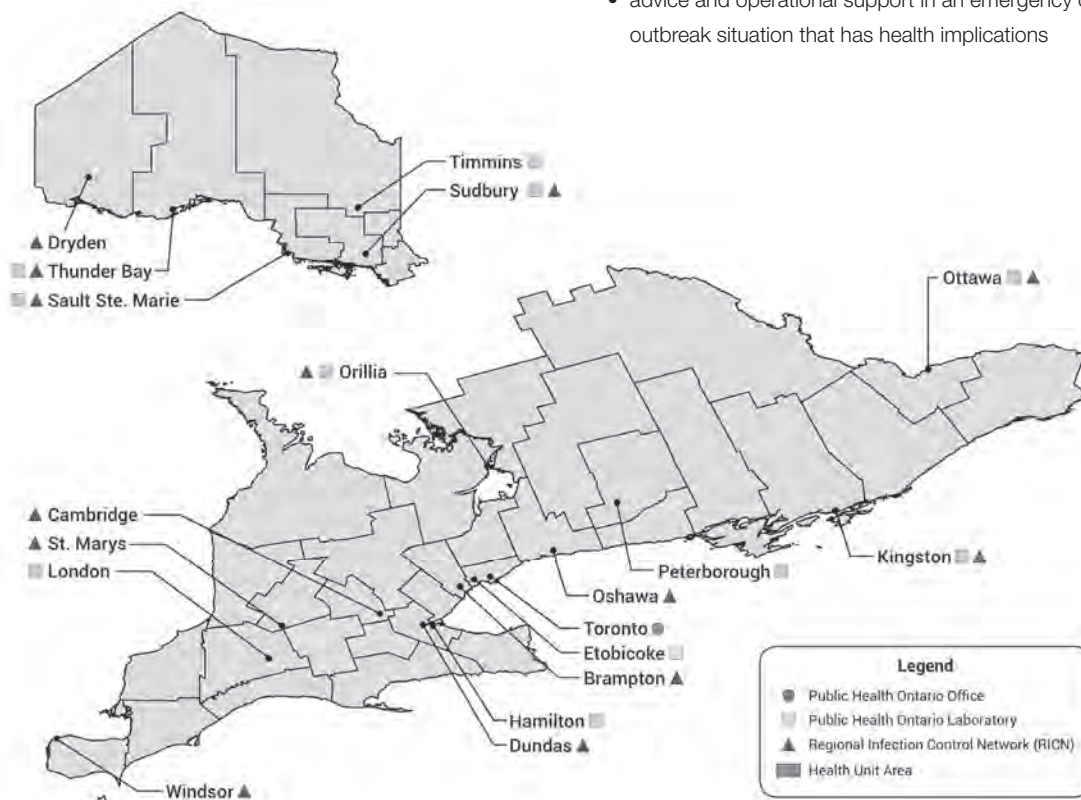 • advice and operational support in an emergency
outbreak situation that has health implications
Timmins
Sudbury
Dryden
Thunder Bay
Sault Ste. Marie
Ottawa
Orillia
Cambridge
St. Marys
London
Kingston
Peterborough
Oshawa
Toronto
Etobicoke
Brampton
Hamilton
Dundas
Windsor
Legend
Public Health Ontario Office
Public Health Ontario Laboratory
Regional Infection Control Network (RICN)
Health Unit Area